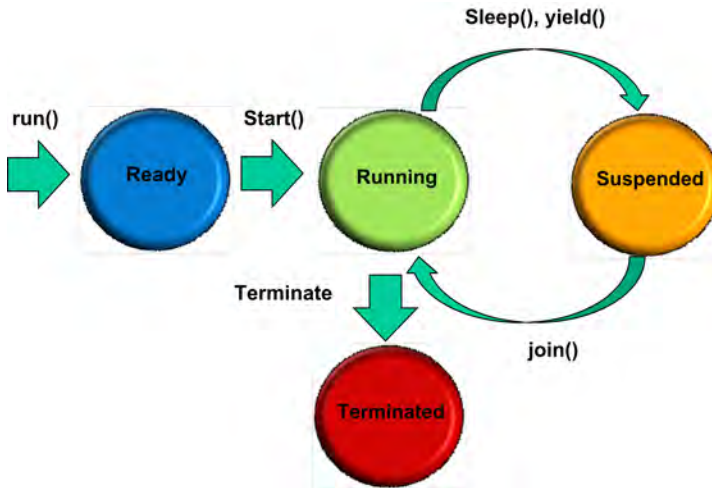 Sleep(), yield()
run()
Start()
Ready
Running
Suspended
Terminate
join()
Terminated